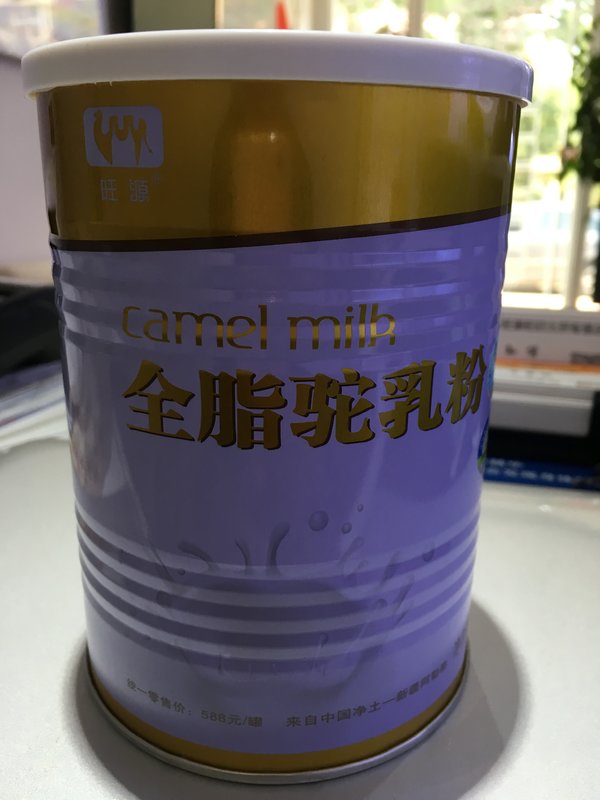 旺源
camel milk
全脂驼乳粉
统一零售价：588元/罐 来自中国净土—新疆阿勒泰